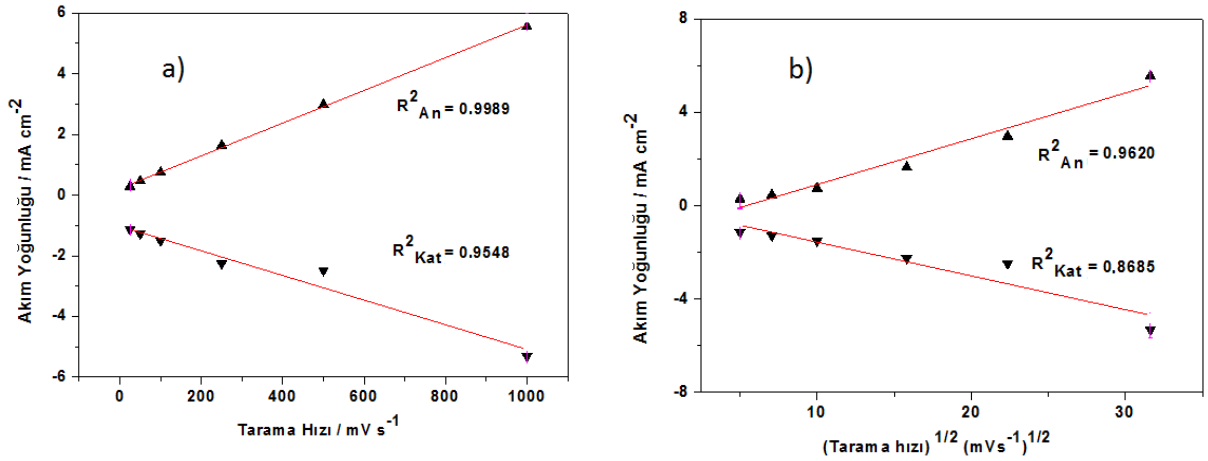 a)
6
4
2
0
-2
-4
-6
Akım Yoğunluğu / mA cm⁻²
R²An = 0.9989
R²Kat = 0.9548
0 200 400 600 800 1000
Tarama Hızı / mV s⁻¹
b)
8
4
0
-4
-8
Akım Yoğunluğu / mA cm⁻²
R²An = 0.9620
R²Kat = 0.8685
10 20 30
(Tarama hızı) ¹/² (mVs⁻¹)¹/²